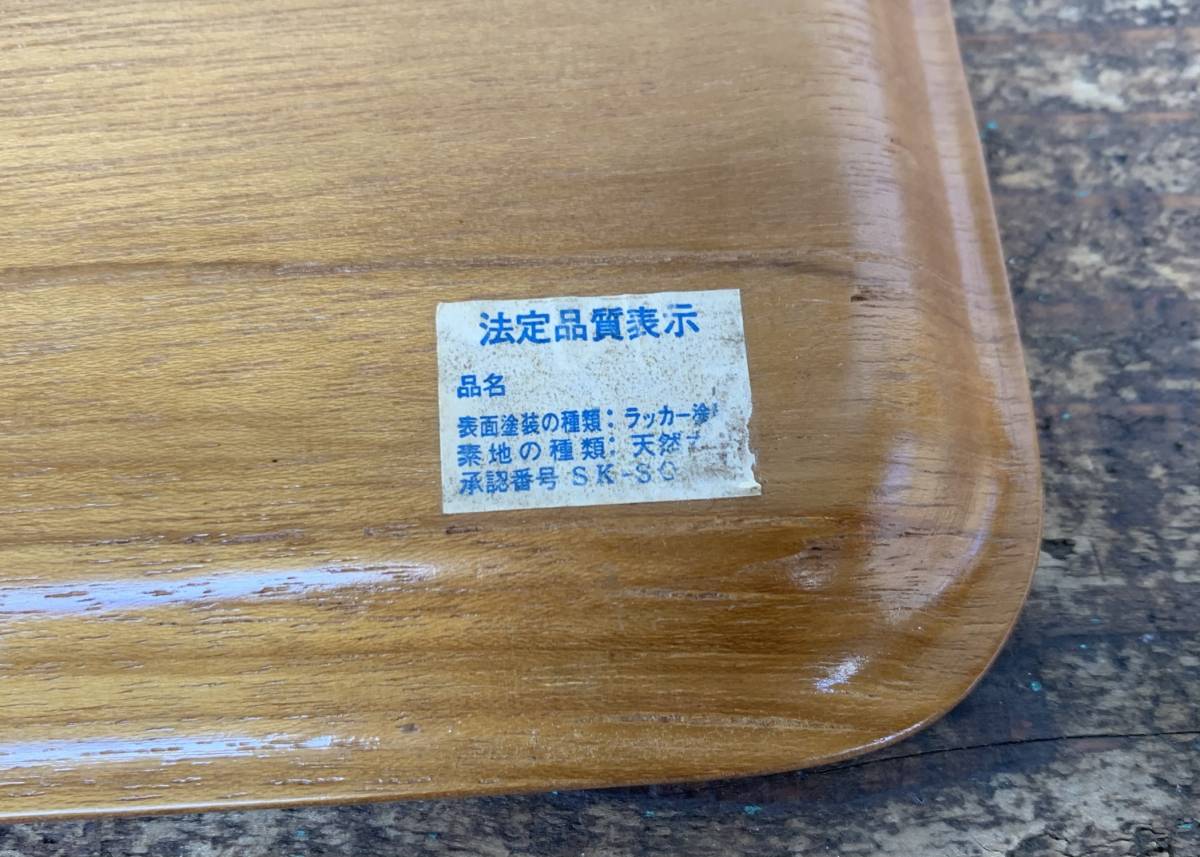 法定品質表示
品名
表面塗装の種類：ラッカー塗
素地の種類：天然
承認番号 SK-S